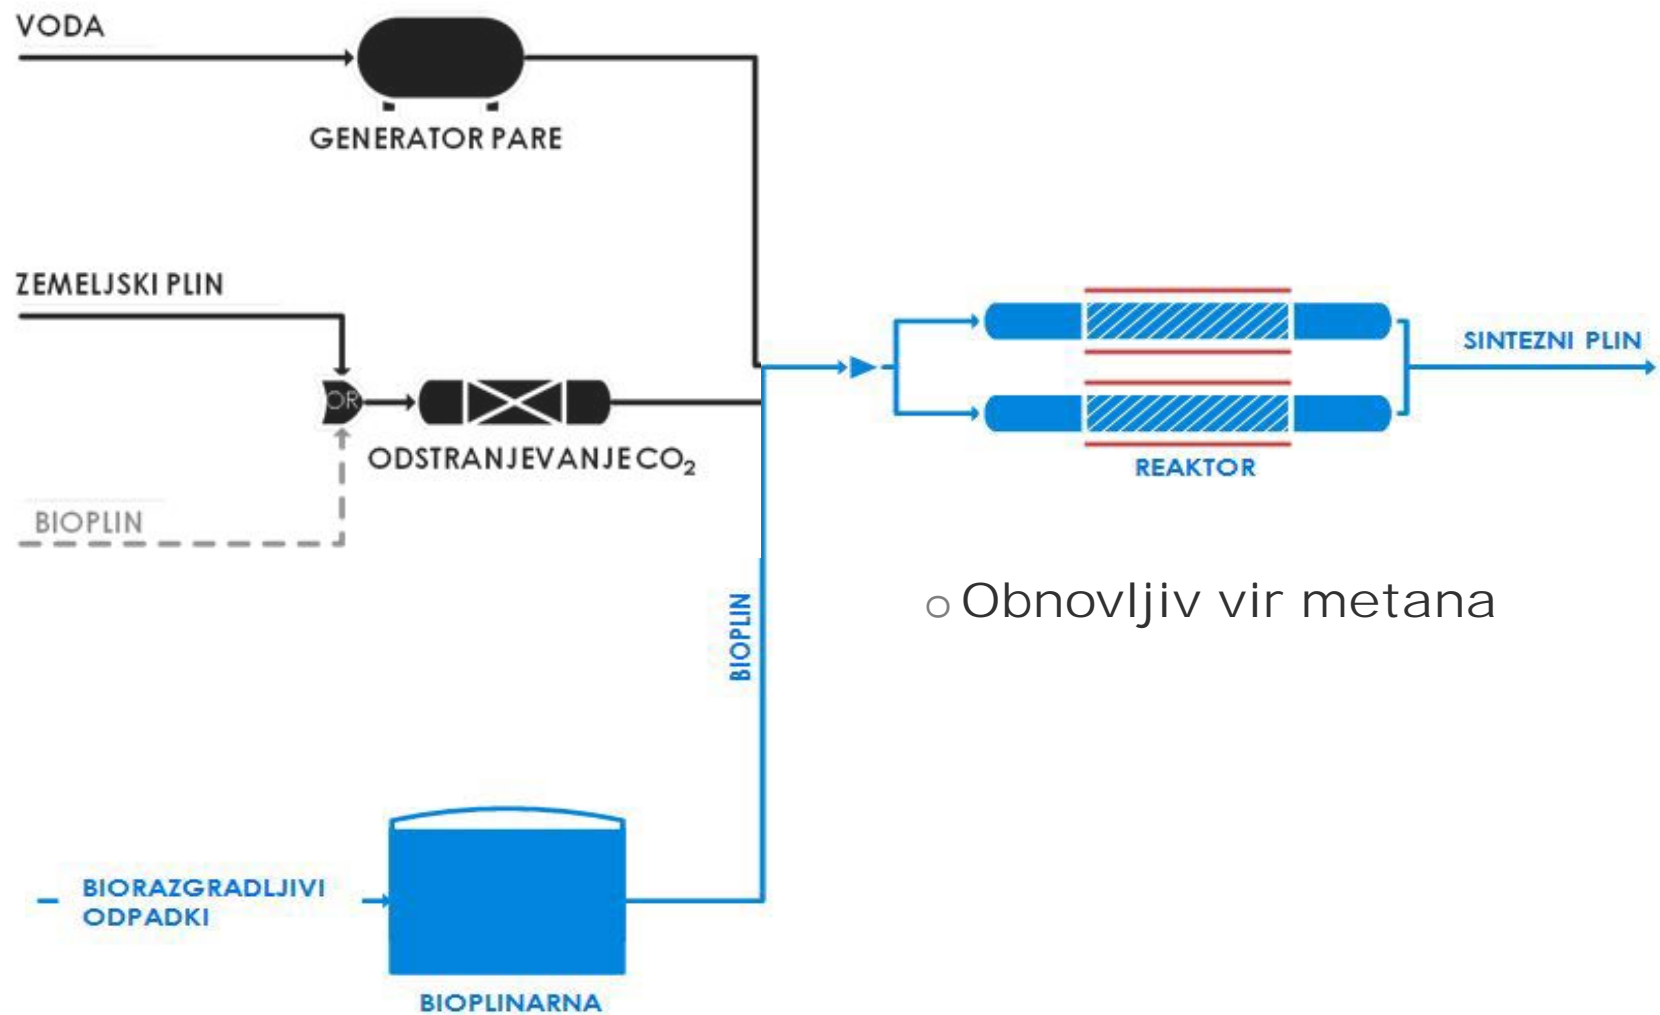 VODA
GENERATOR PARE
ZEMELJSKI PLIN
OR
ODSTRANJEVANJE CO₂
BIOPLIN
SINTEZNI PLIN
REAKTOR
○ Obnovljiv vir metana
BIOPLIN
BIORAZGRADLJIVI
ODPADKI
BIOPLINARNA